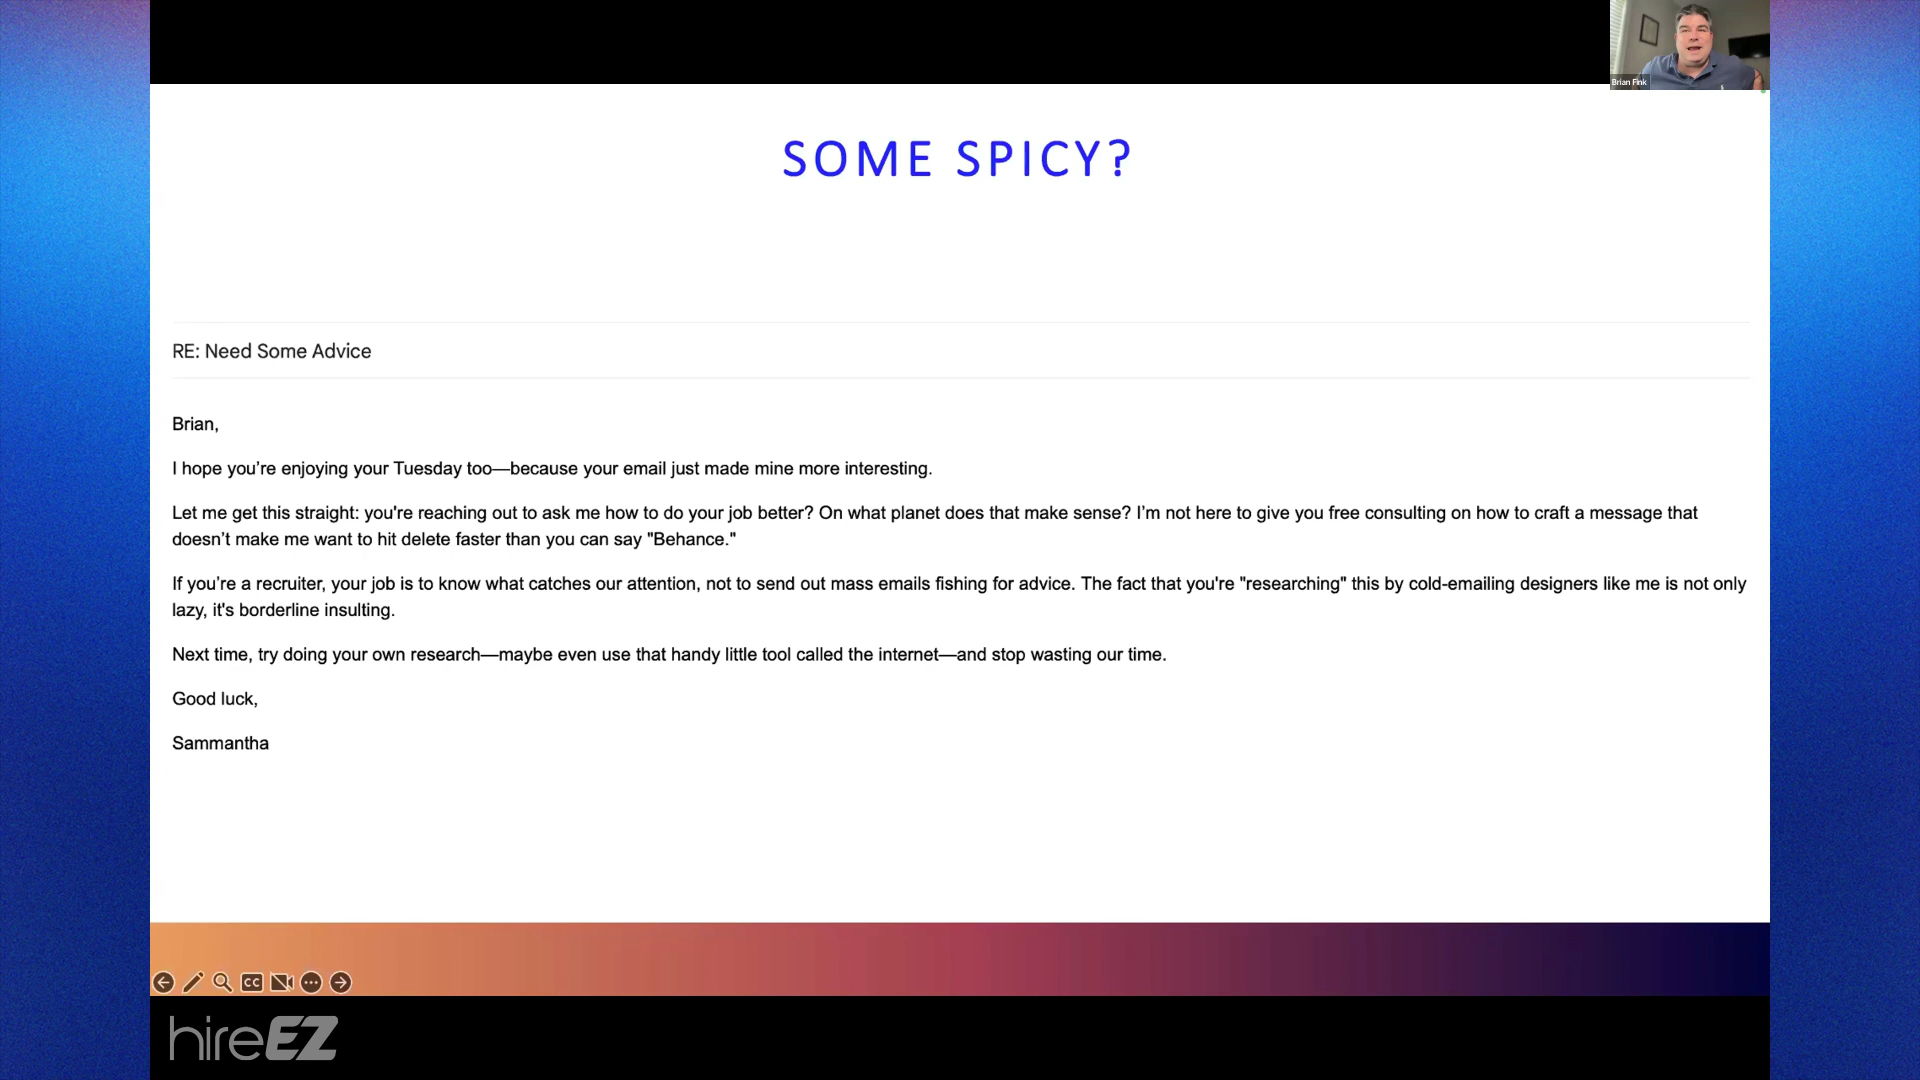 Brian Fink
SOME SPICY?
RE: Need Some Advice
Brian,
I hope you’re enjoying your Tuesday too—because your email just made mine more interesting.
Let me get this straight: you're reaching out to ask me how to do your job better? On what planet does that make sense? I’m not here to give you free consulting on how to craft a message that
doesn’t make me want to hit delete faster than you can say "Behance."
If you’re a recruiter, your job is to know what catches our attention, not to send out mass emails fishing for advice. The fact that you're "researching" this by cold-emailing designers like me is not only
lazy, it's borderline insulting.
Next time, try doing your own research—maybe even use that handy little tool called the internet—and stop wasting our time.
Good luck,
Sammantha
CC
hireEZ